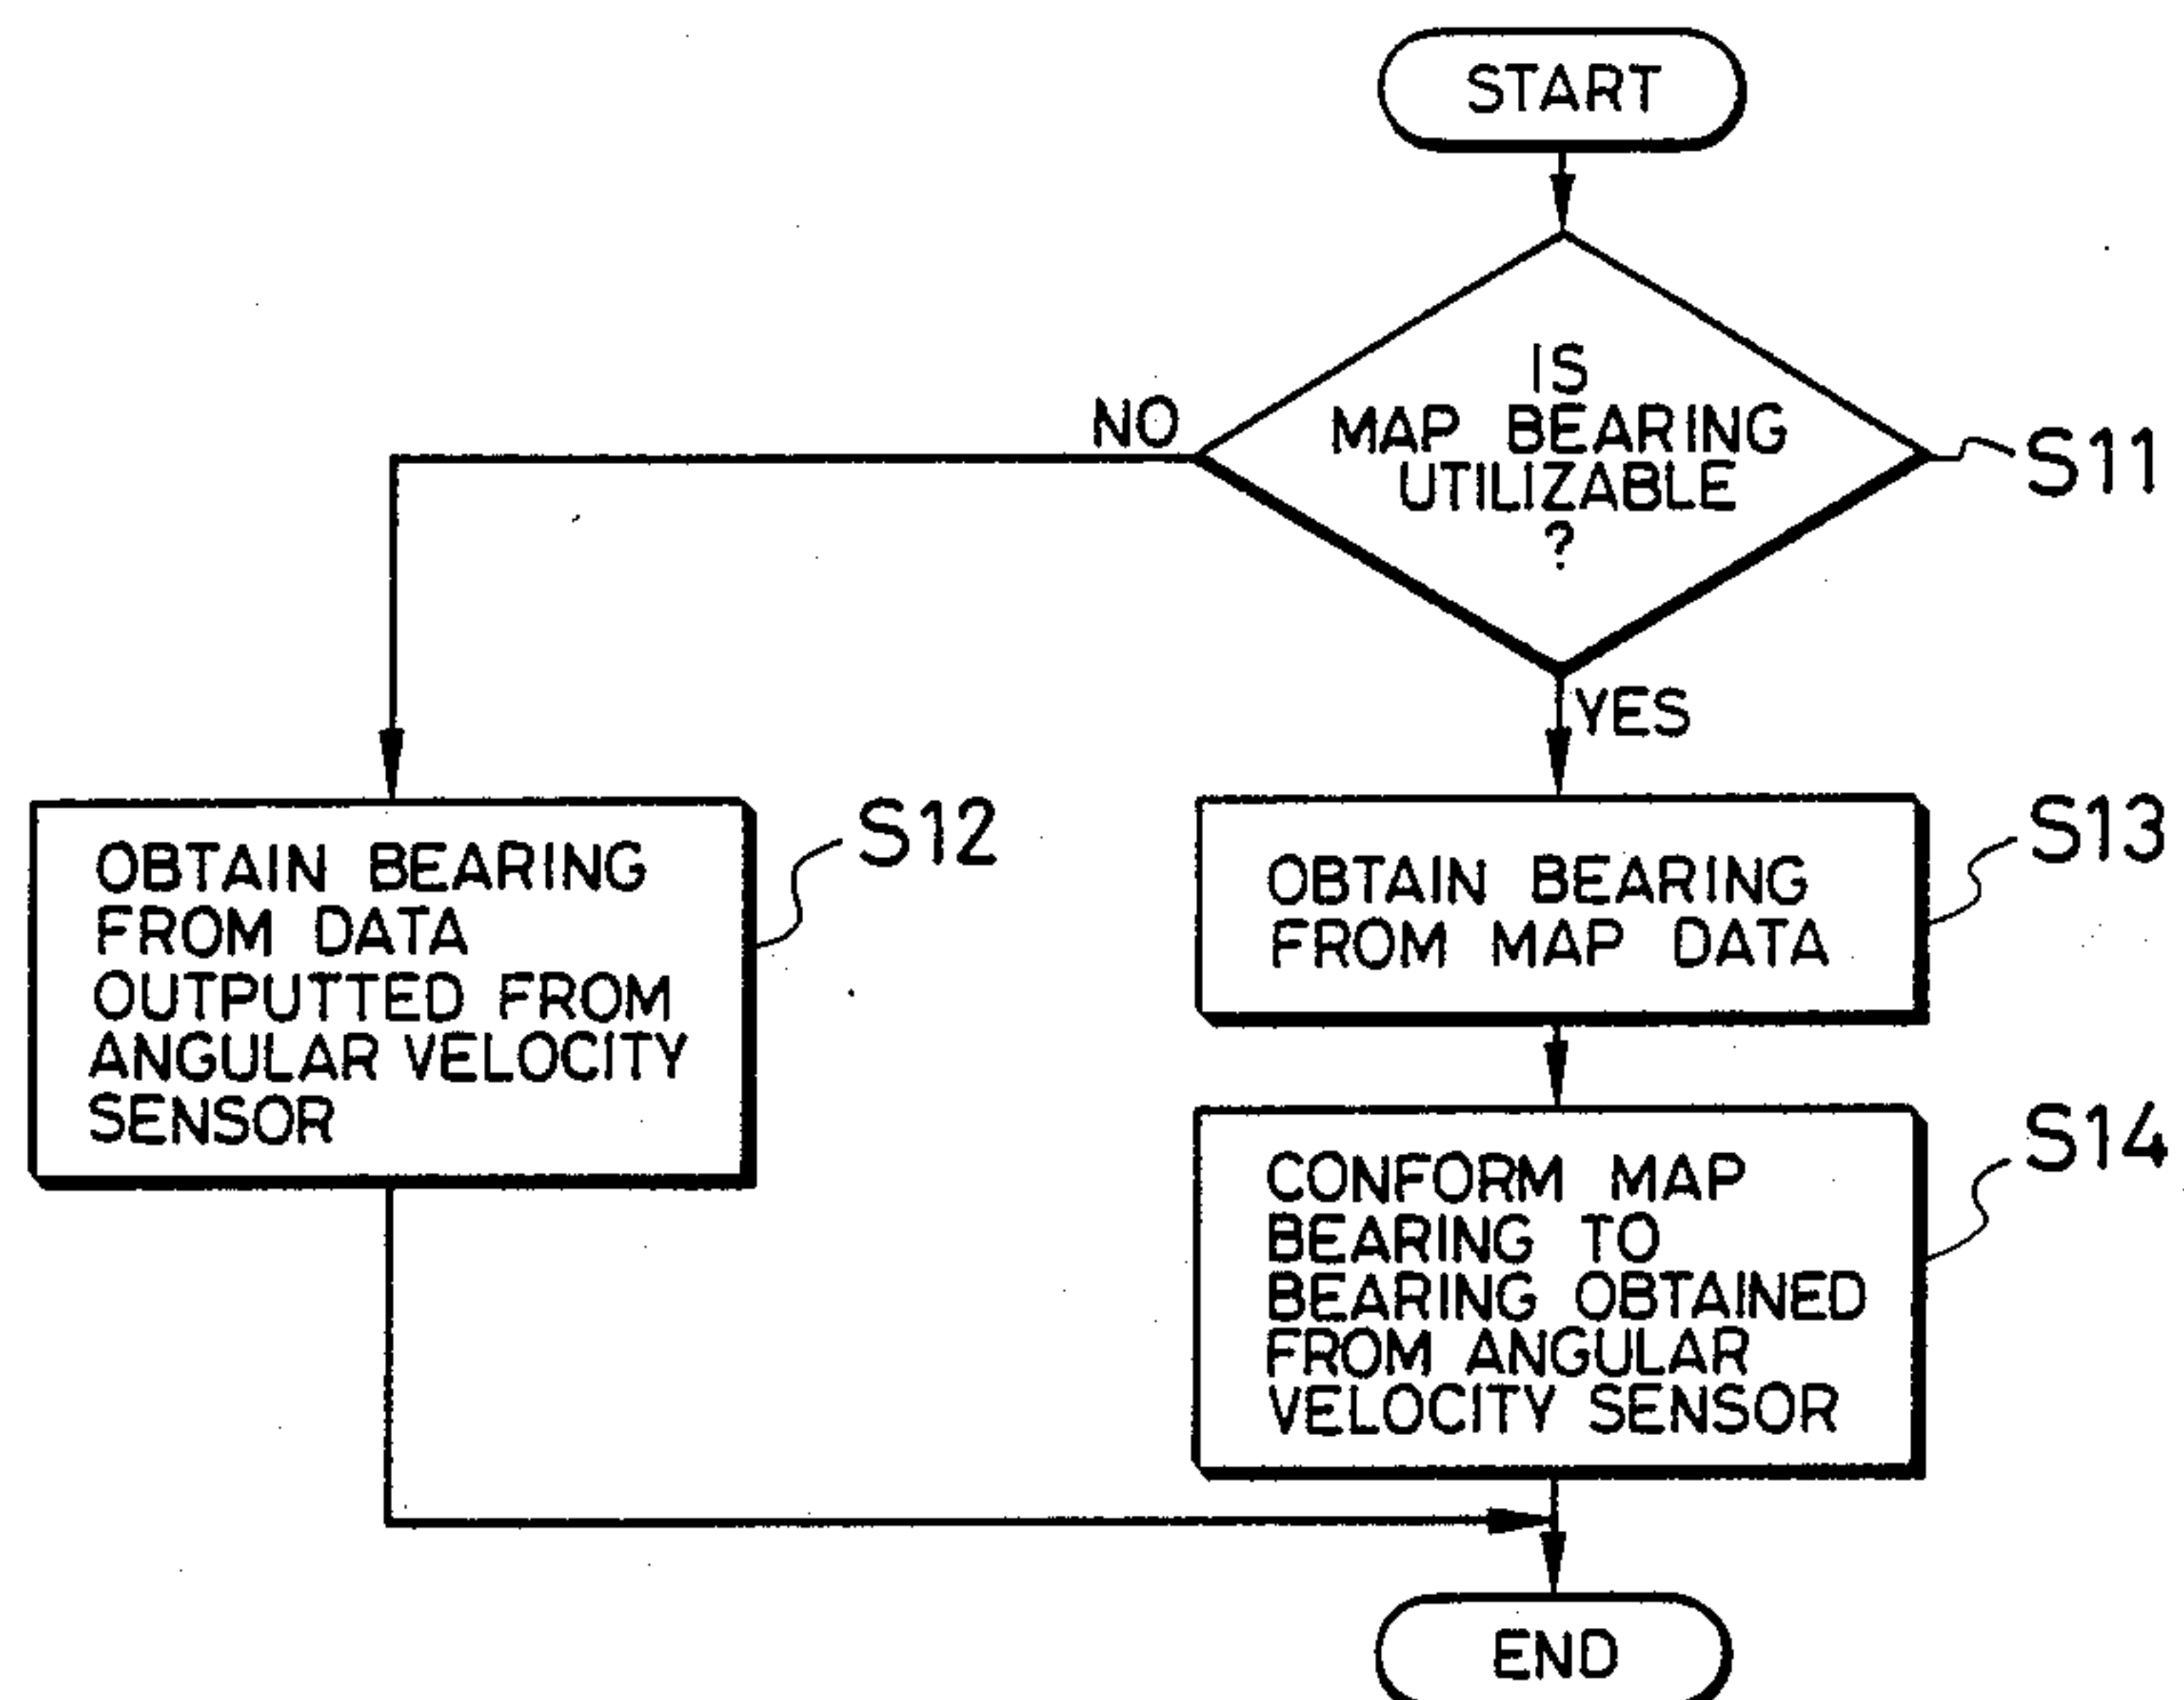 START
IS
MAP BEARING
UTILIZABLE
?
S11
NO
YES
OBTAIN BEARING
FROM DATA
OUTPUTTED FROM
ANGULAR VELOCITY
SENSOR
S12
OBTAIN BEARING
FROM MAP DATA
S13
CONFORM MAP
BEARING TO
BEARING OBTAINED
FROM ANGULAR
VELOCITY SENSOR
S14
END